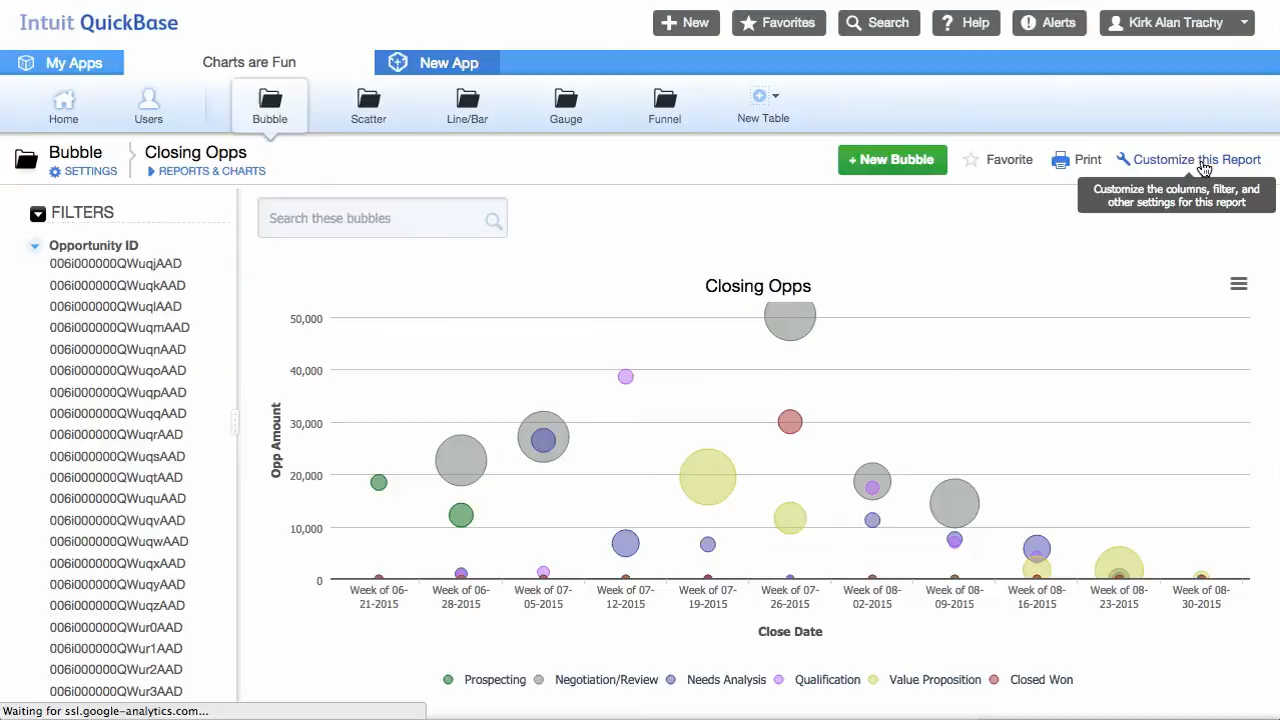 Intuit QuickBase
New
Favorites
Search
Help
Alerts
Kirk Alan Trachy
My Apps
Charts are Fun
New App
Home
Users
Bubble
Scatter
Line/Bar
Gauge
Funnel
New Table
Bubble
SETTINGS
Closing Opps
REPORTS & CHARTS
+ New Bubble
Favorite
Print
Customize this Report
Customize the columns, filter, and
other settings for this report
FILTERS
Opportunity ID
006i000000QWuqjAAD
006i000000QWuqkAAD
006i000000QWuqlAAD
006i000000QWuqmAAD
006i000000QWuqnAAD
006i000000QWuqoAAD
006i000000QWuqpAAD
006i000000QWuqqAAD
006i000000QWuqrAAD
006i000000QWuqsAAD
006i000000QWuqtAAD
006i000000QWuquAAD
006i000000QWuqvAAD
006i000000QWuqwAAD
006i000000QWuqxAAD
006i000000QWuqyAAD
006i000000QWuqzAAD
006i000000QWur0AAD
006i000000QWur1AAD
006i000000QWur2AAD
006i000000QWur3AAD
Search these bubbles
Closing Opps
Opp Amount
50,000
40,000
30,000
20,000
10,000
0
Week of 06-
21-2015
Week of 06-
28-2015
Week of 07-
05-2015
Week of 07-
12-2015
Week of 07-
19-2015
Week of 07-
26-2015
Week of 08-
02-2015
Week of 08-
09-2015
Week of 08-
16-2015
Week of 08-
23-2015
Week of 08-
30-2015
Close Date
Prospecting
Negotiation/Review
Needs Analysis
Qualification
Value Proposition
Closed Won
Waiting for ssl.google-analytics.com...